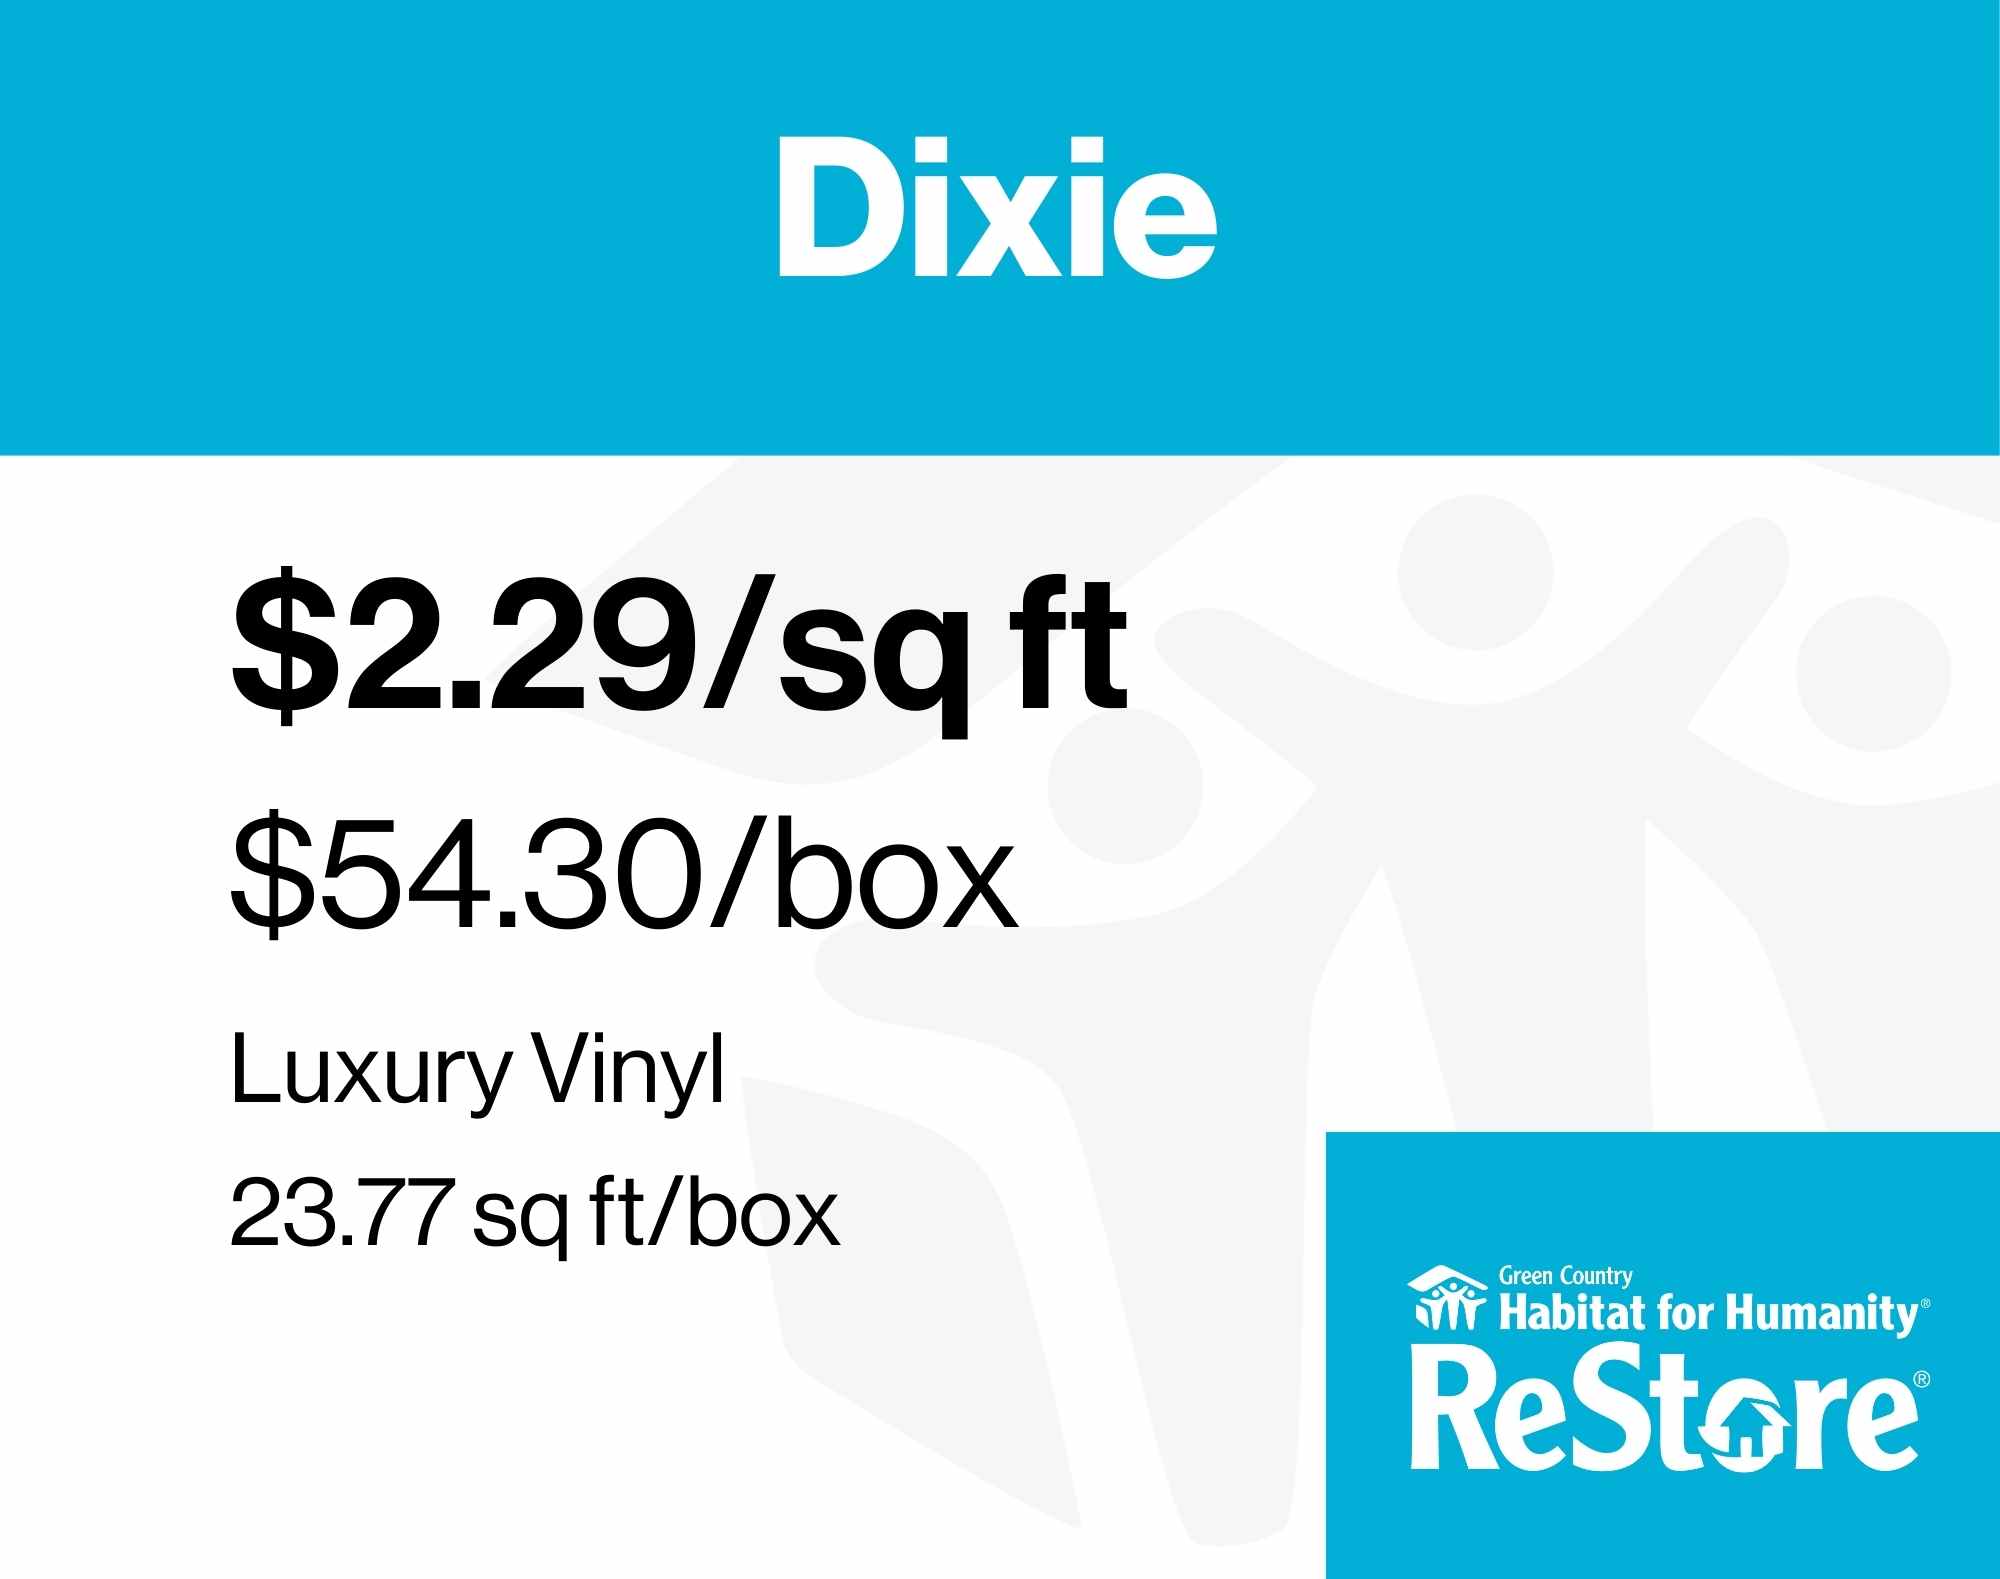 Dixie
$2.29/sq ft
$54.30/box
Luxury Vinyl
23.77 sq ft/box
Green Country
Habitat for Humanity®
ReStore®